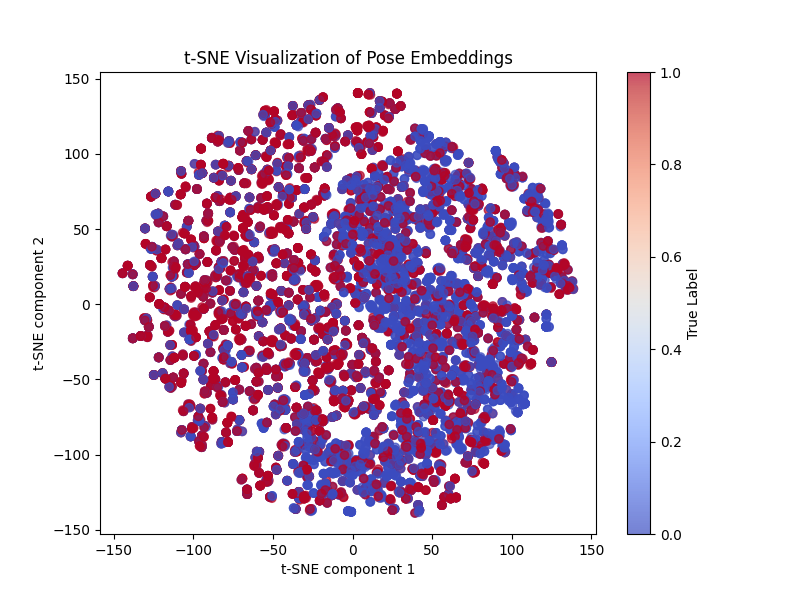 t-SNE Visualization of Pose Embeddings
150
100
50
0
−50
−100
−150
t-SNE component 2
−150 −100 −50 0 50 100 150
t-SNE component 1
1.0
0.8
0.6
0.4
0.2
0.0
True Label